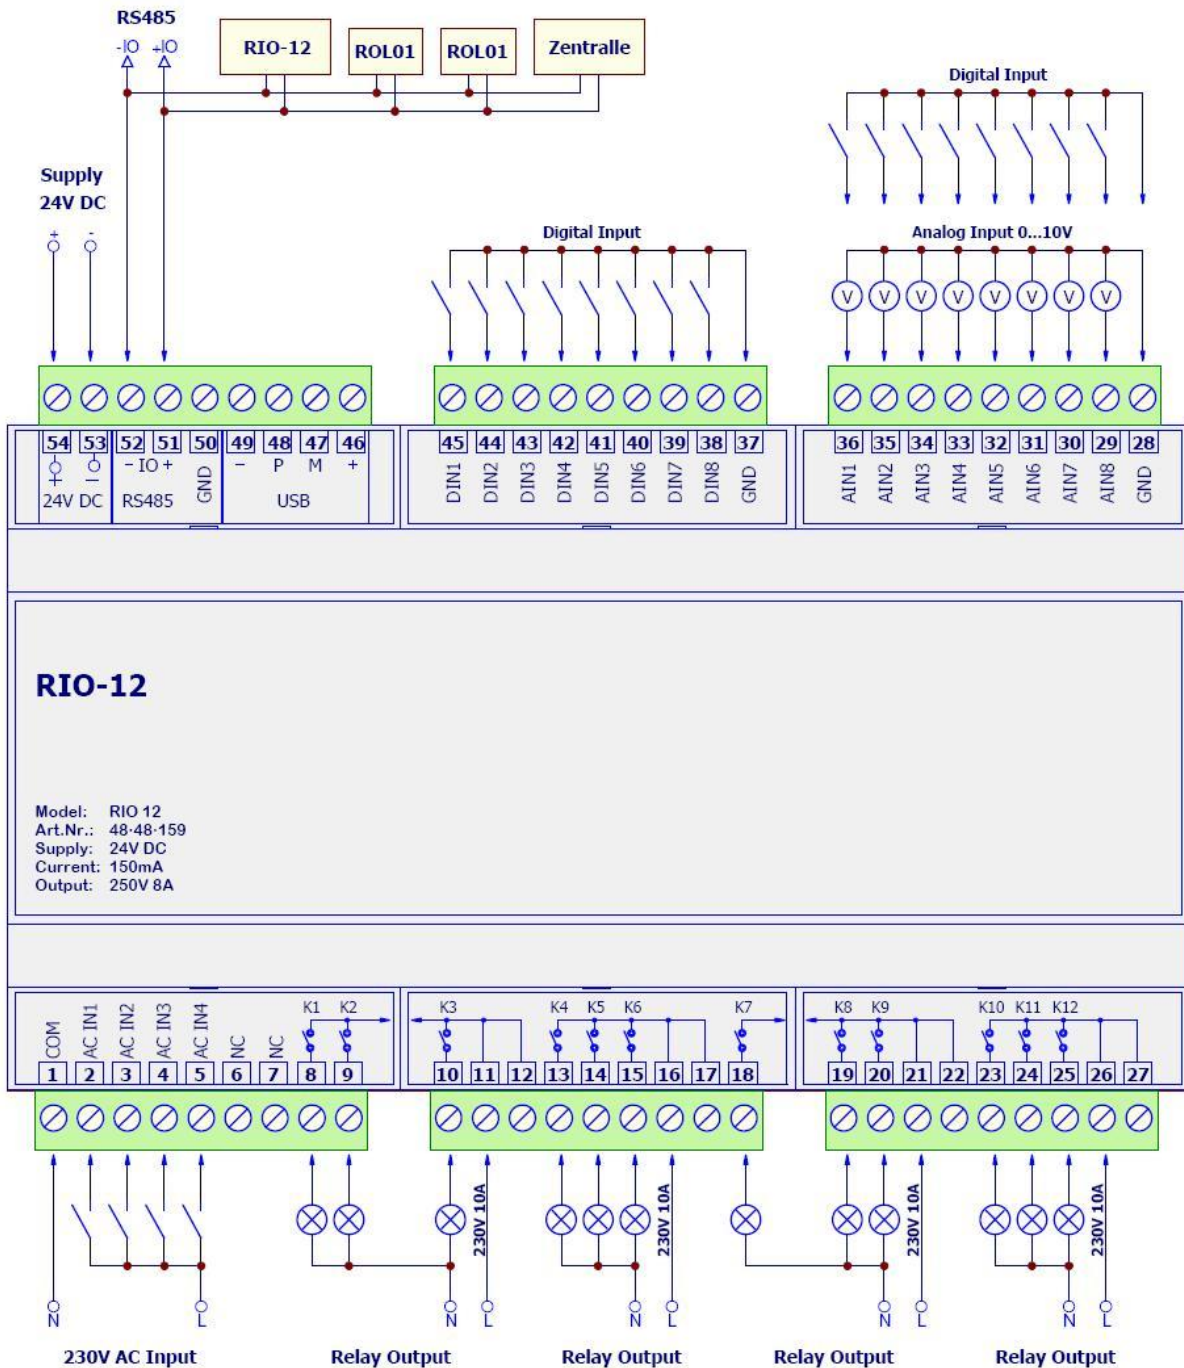 RS485
-IO +IO
RIO-12
ROL01
ROL01
Zentralle
Digital Input
Supply
24V DC
+ -
Digital Input
Analog Input 0...10V
V V V V V V V V
54 53 52 51 50 49 48 47 46
+ - - IO + GND - P M +
24V DC RS485 USB
45 44 43 42 41 40 39 38 37
DIN1 DIN2 DIN3 DIN4 DIN5 DIN6 DIN7 DIN8 GND
36 35 34 33 32 31 30 29 28
AIN1 AIN2 AIN3 AIN4 AIN5 AIN6 AIN7 AIN8 GND
RIO-12
Model: RIO 12
Art.Nr.: 48-48-159
Supply: 24V DC
Current: 150mA
Output: 250V 8A
COM AC IN1 AC IN2 AC IN3 AC IN4 NC NC K1 K2
1 2 3 4 5 6 7 8 9
K3 K4 K5 K6 K7
10 11 12 13 14 15 16 17 18
K8 K9 K10 K11 K12
19 20 21 22 23 24 25 26 27
230V 10A
230V 10A
230V 10A
230V 10A
N L N L N L N L N L
230V AC Input
Relay Output
Relay Output
Relay Output
Relay Output